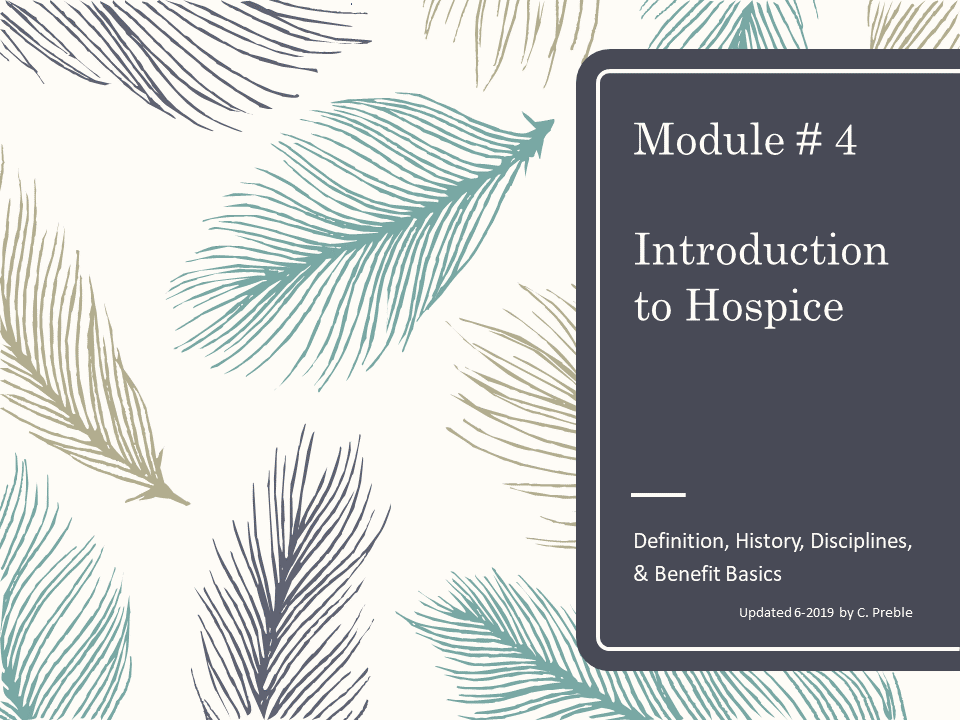 Module # 4
Introduction
to Hospice
Definition, History, Disciplines,
& Benefit Basics
Updated 6-2019 by C. Preble